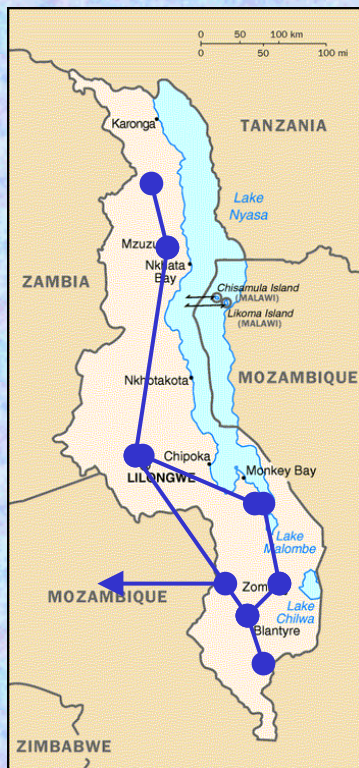 0 50 100 km
0 50 100 mi
Karonga
TANZANIA
Lake
Nyasa
Mzuzu
Nkhata
Bay
ZAMBIA
Chisamula Island
(MALAWI)
Likoma Island
(MALAWI)
Nkhotakota
MOZAMBIQUE
Chipoka
Monkey Bay
LILONGWE
Lake
Malombe
MOZAMBIQUE
Zom
Lake
Chilwa
Blantyre
ZIMBABWE